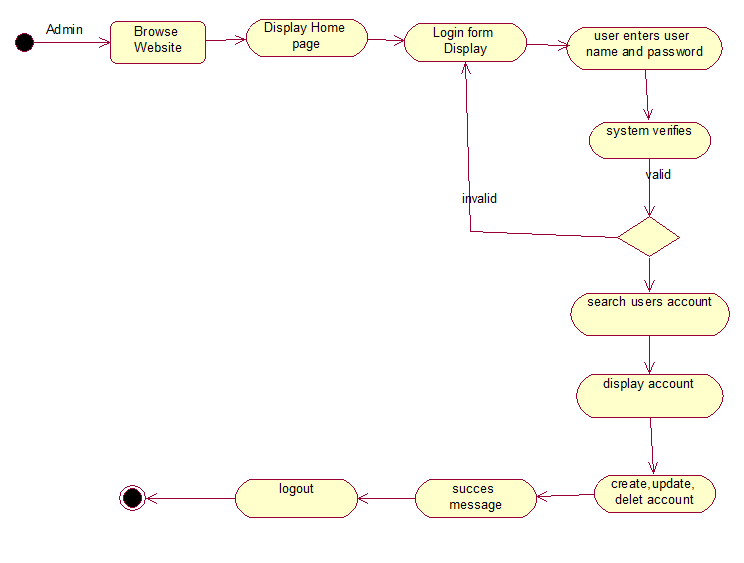 Admin
Browse
Website
Display Home
page
Login form
Display
user enters user
name and password
system verifies
valid
invalid
search users account
display account
create,update,
delet account
succes
message
logout